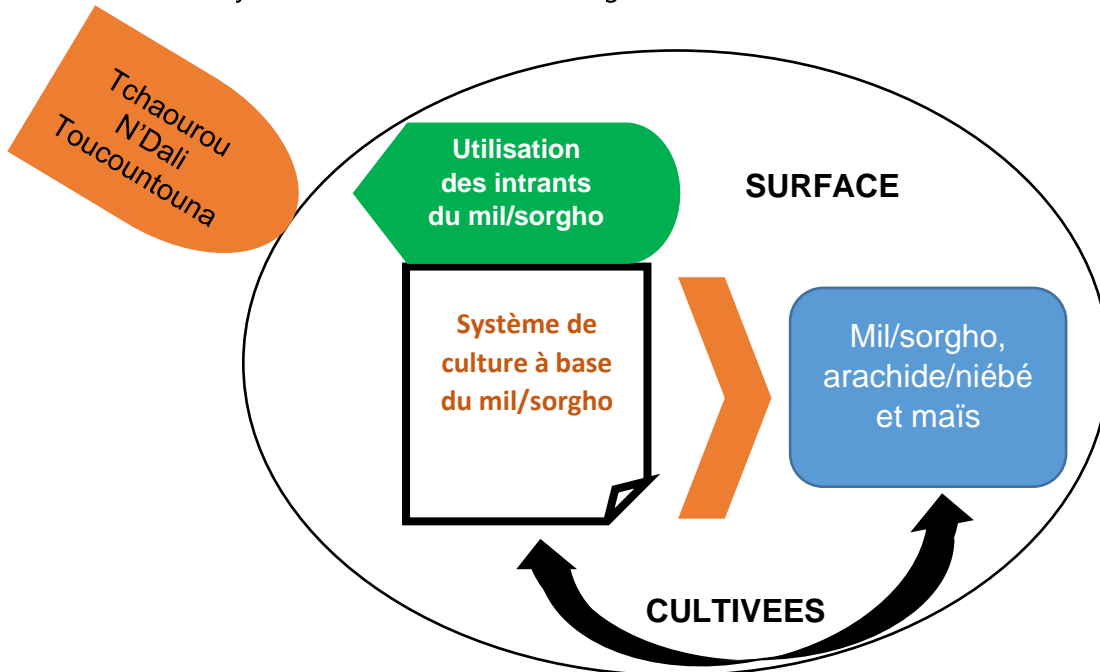 Tchaourou
N'Dali
Toucountouna
Utilisation
des intrants
du mil/sorgho
SURFACE
Système de
culture à base
du mil/sorgho
Mil/sorgho,
arachide/niébé
et maïs
CULTIVEES